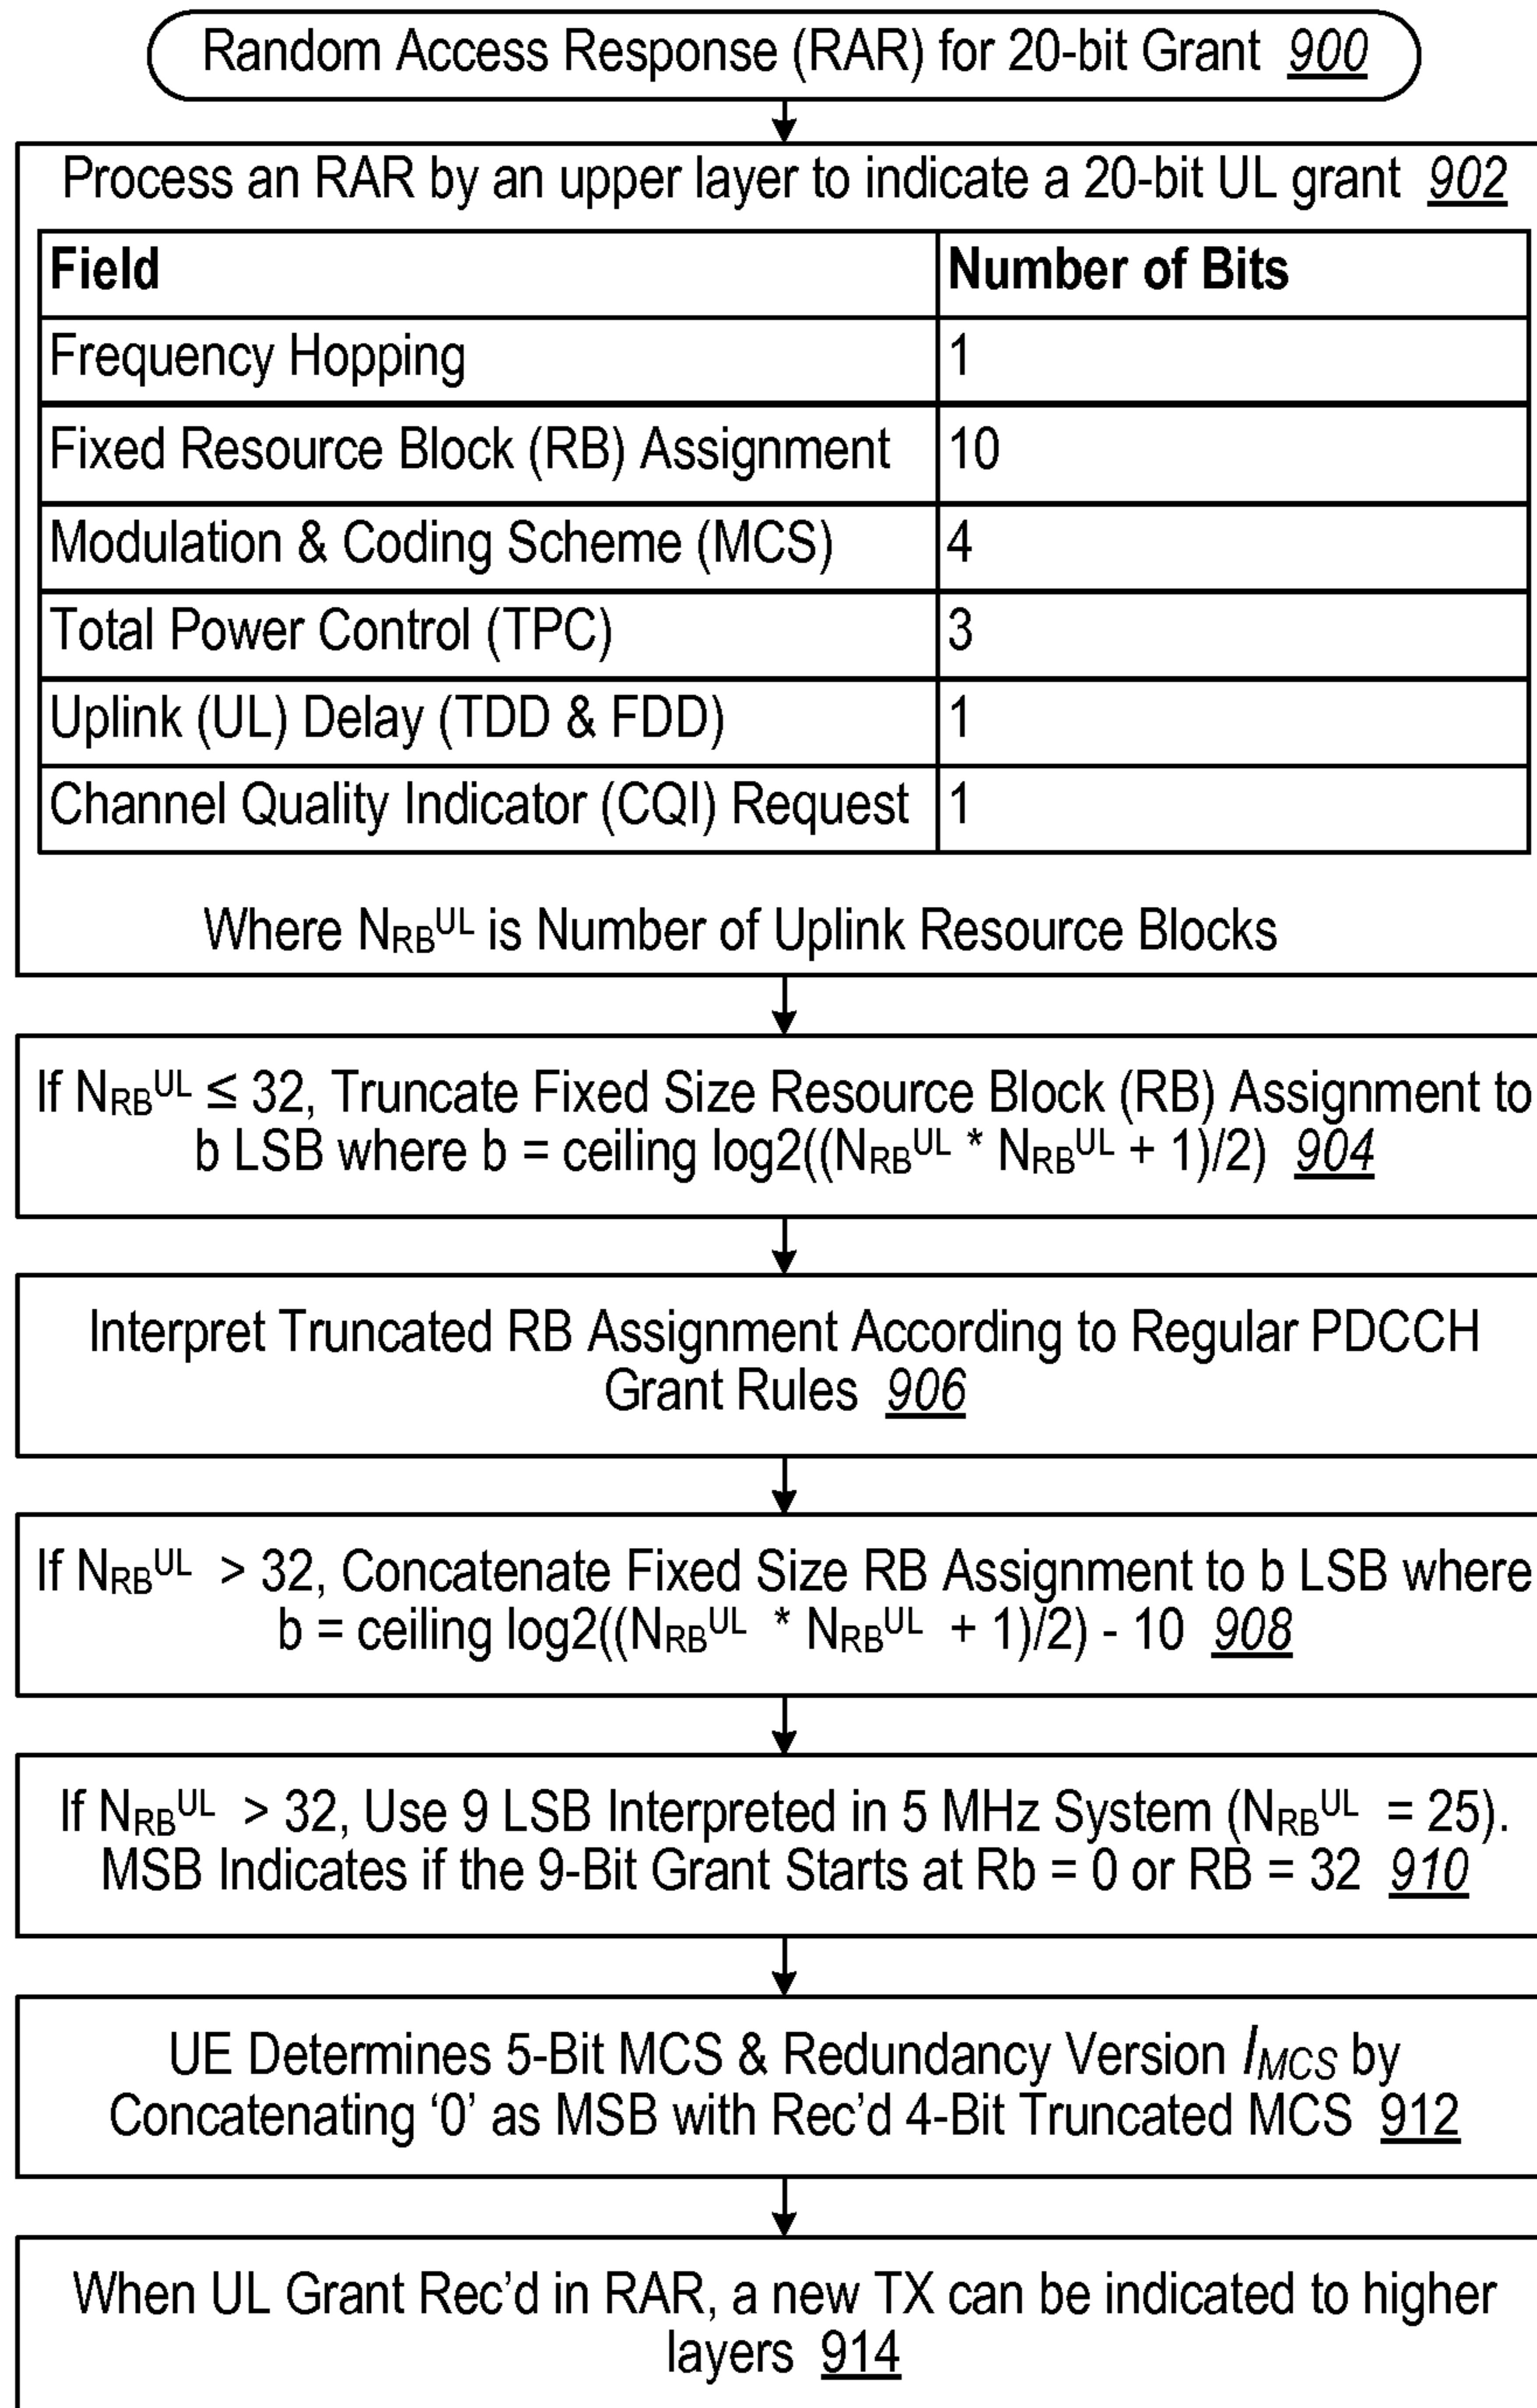 Random Access Response (RAR) for 20-bit Grant 900
Process an RAR by an upper layer to indicate a 20-bit UL grant 902
Field Number of Bits
Frequency Hopping 1
Fixed Resource Block (RB) Assignment 10
Modulation & Coding Scheme (MCS) 4
Total Power Control (TPC) 3
Uplink (UL) Delay (TDD & FDD) 1
Channel Quality Indicator (CQI) Request 1
Where NRBUL is Number of Uplink Resource Blocks
If NRBUL ≤ 32, Truncate Fixed Size Resource Block (RB) Assignment to
b LSB where b = ceiling log2((NRBUL * NRBUL + 1)/2) 904
Interpret Truncated RB Assignment According to Regular PDCCH
Grant Rules 906
If NRBUL > 32, Concatenate Fixed Size RB Assignment to b LSB where
b = ceiling log2((NRBUL * NRBUL + 1)/2) - 10 908
If NRBUL > 32, Use 9 LSB Interpreted in 5 MHz System (NRBUL = 25).
MSB Indicates if the 9-Bit Grant Starts at Rb = 0 or RB = 32 910
UE Determines 5-Bit MCS & Redundancy Version IMCS by
Concatenating ‘0’ as MSB with Rec’d 4-Bit Truncated MCS 912
When UL Grant Rec’d in RAR, a new TX can be indicated to higher
layers 914